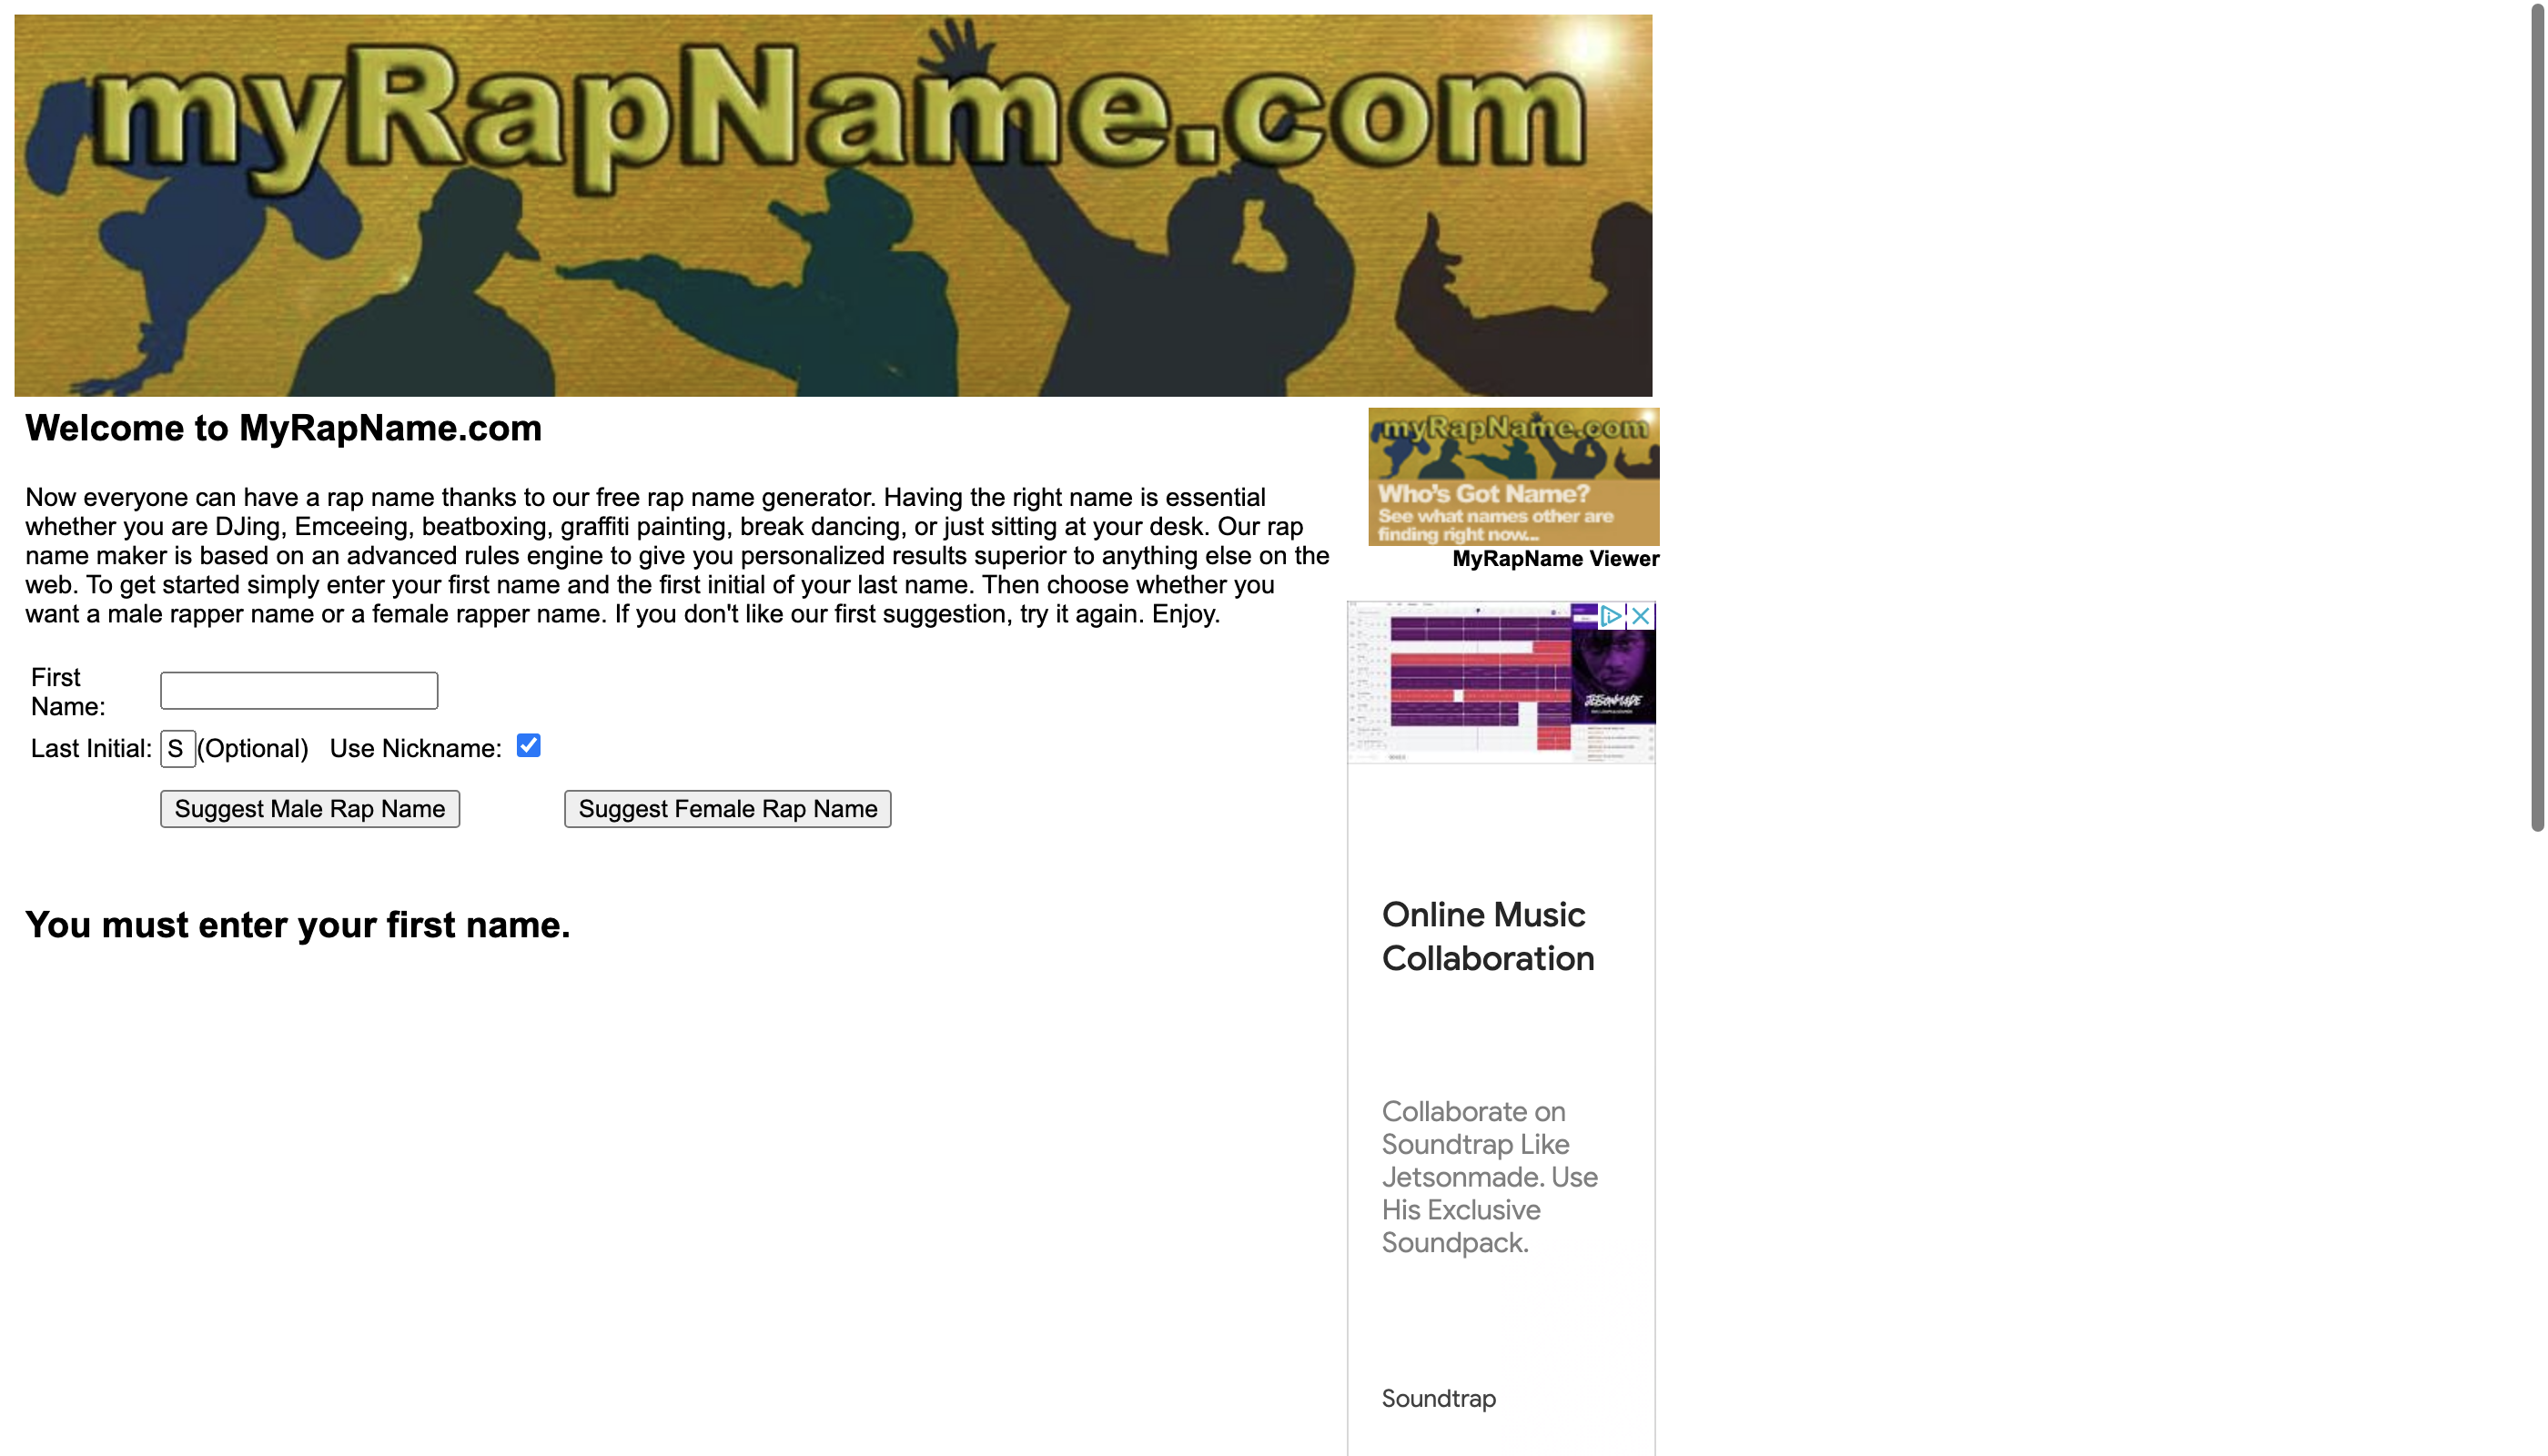 myRapName.com
Welcome to MyRapName.com
Now everyone can have a rap name thanks to our free rap name generator. Having the right name is essential
whether you are DJing, Emceeing, beatboxing, graffiti painting, break dancing, or just sitting at your desk. Our rap
name maker is based on an advanced rules engine to give you personalized results superior to anything else on the
web. To get started simply enter your first name and the first initial of your last name. Then choose whether you
want a male rapper name or a female rapper name. If you don't like our first suggestion, try it again. Enjoy.
First
Name:
Last Initial: S (Optional) Use Nickname:
Suggest Male Rap Name Suggest Female Rap Name
You must enter your first name.
myRapName.com
Who's Got Name?
See what names other are
finding right now...
MyRapName Viewer
JETSONMADE
Online Music
Collaboration
Collaborate on
Soundtrap Like
Jetsonmade. Use
His Exclusive
Soundpack.
Soundtrap